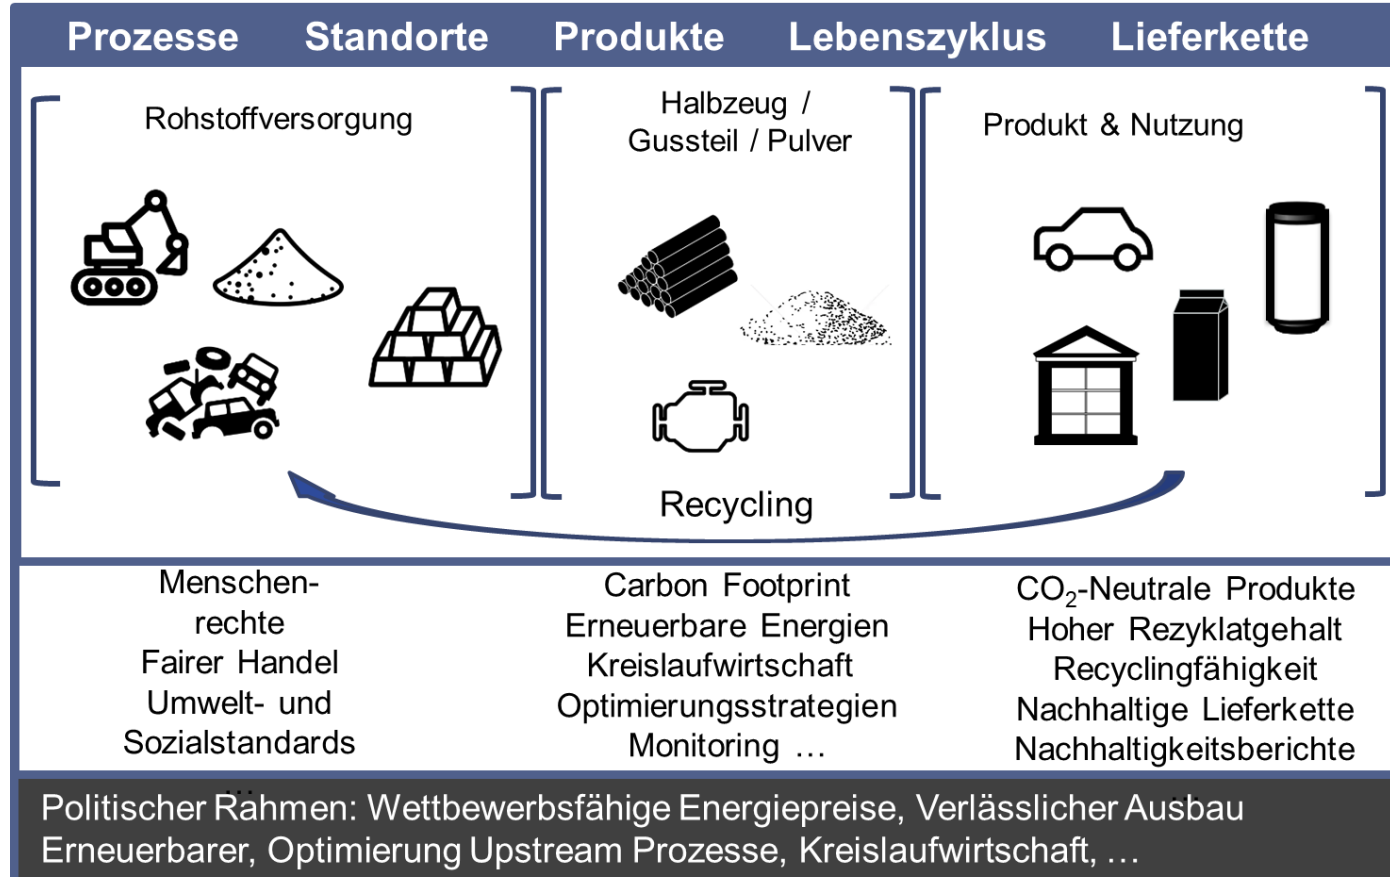 Prozesse Standorte Produkte Lebenszyklus Lieferkette
Rohstoffversorgung
Halbzeug /
Gussteil / Pulver
Produkt & Nutzung
Recycling
Menschen-
rechte
Fairer Handel
Umwelt- und
Sozialstandards
…
Carbon Footprint
Erneuerbare Energien
Kreislaufwirtschaft
Optimierungsstrategien
Monitoring …
CO₂-Neutrale Produkte
Hoher Rezyklatgehalt
Recyclingfähigkeit
Nachhaltige Lieferkette
Nachhaltigkeitsberichte
…
Politischer Rahmen: Wettbewerbsfähige Energiepreise, Verlässlicher Ausbau
Erneuerbarer, Optimierung Upstream Prozesse, Kreislaufwirtschaft, …